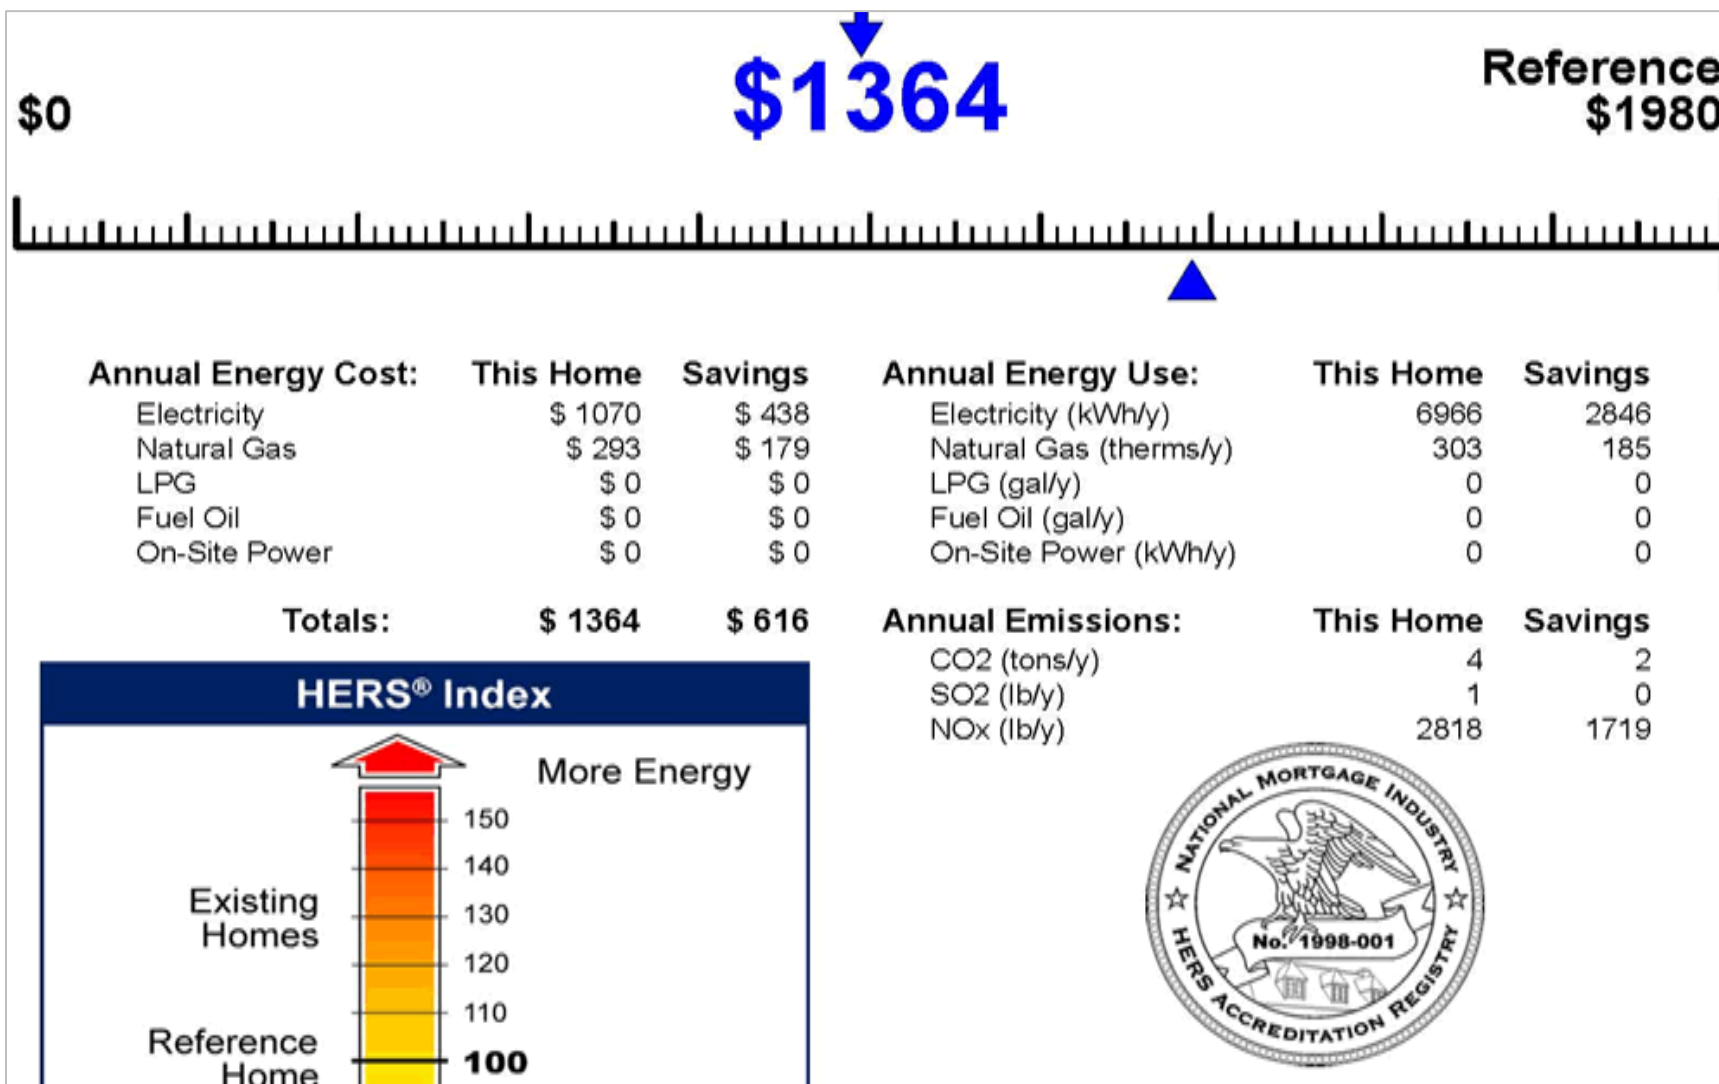 $1364
$0
Reference
$1980
Annual Energy Cost: This Home Savings
Electricity $ 1070 $ 438
Natural Gas $ 293 $ 179
LPG $ 0 $ 0
Fuel Oil $ 0 $ 0
On-Site Power $ 0 $ 0
Totals: $ 1364 $ 616
Annual Energy Use: This Home Savings
Electricity (kWh/y) 6966 2846
Natural Gas (therms/y) 303 185
LPG (gal/y) 0 0
Fuel Oil (gal/y) 0 0
On-Site Power (kWh/y) 0 0
Annual Emissions: This Home Savings
CO2 (tons/y) 4 2
SO2 (lb/y) 1 0
NOx (lb/y) 2818 1719
HERS® Index
More Energy
150
140
Existing
Homes
130
120
110
Reference
Home
100
NATIONAL MORTGAGE INDUSTRY
No. 1998-001
HERS ACCREDITATION REGISTRY